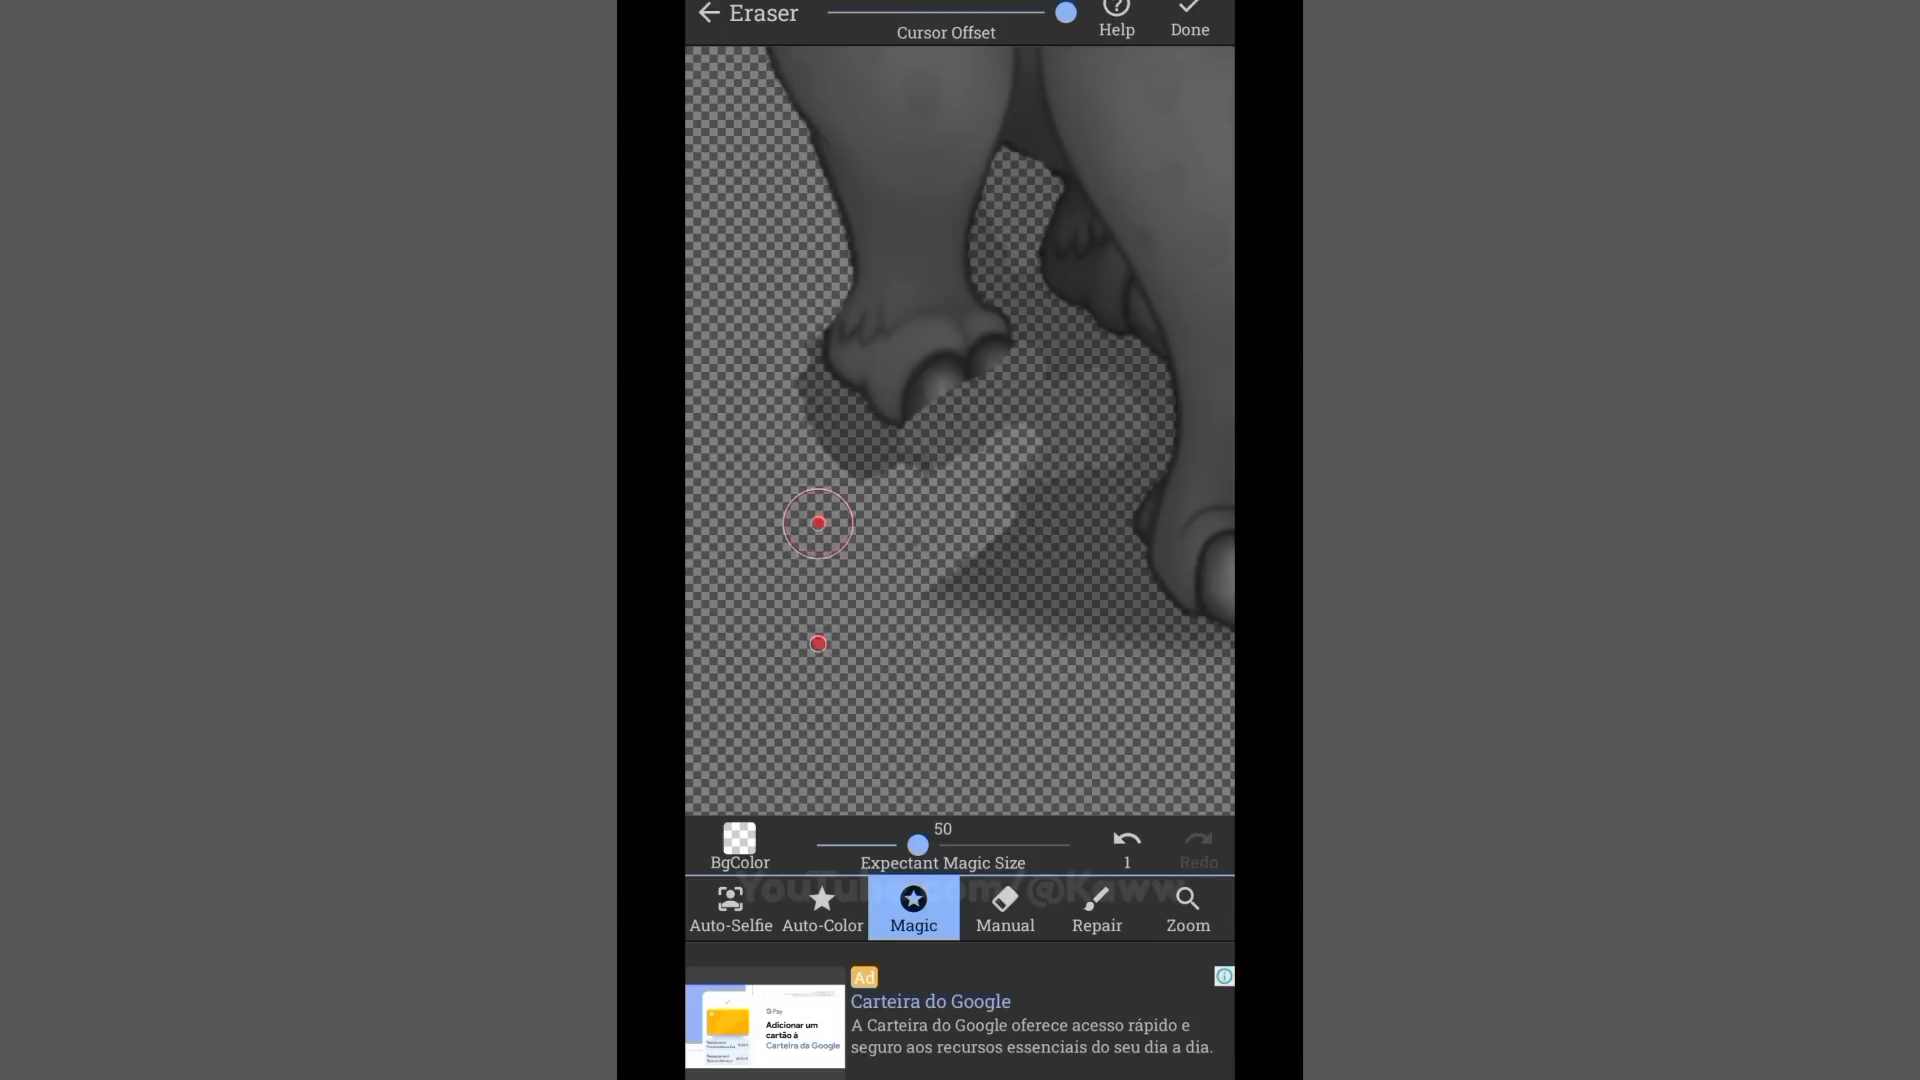 Eraser
Cursor Offset
Help
Done
50
BgColor
Expectant Magic Size
1
Redo
Auto-Selfie
Auto-Color
Magic
Manual
Repair
Zoom
Ad
Carteira do Google
A Carteira do Google oferece acesso rápido e
seguro aos recursos essenciais do seu dia a dia.
G Pay
Adicionar um
cartão à
Carteira da Google